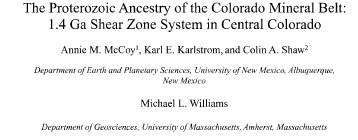 The Proterozoic Ancestry of the Colorado Mineral Belt:
1.4 Ga Shear Zone System in Central Colorado
Annie M. McCoy¹, Karl E. Karlstrom, and Colin A. Shaw²
Department of Earth and Planetary Sciences, University of New Mexico, Albuquerque,
New Mexico
Michael L. Williams
Department of Geosciences, University of Massachusetts, Amherst, Massachusetts